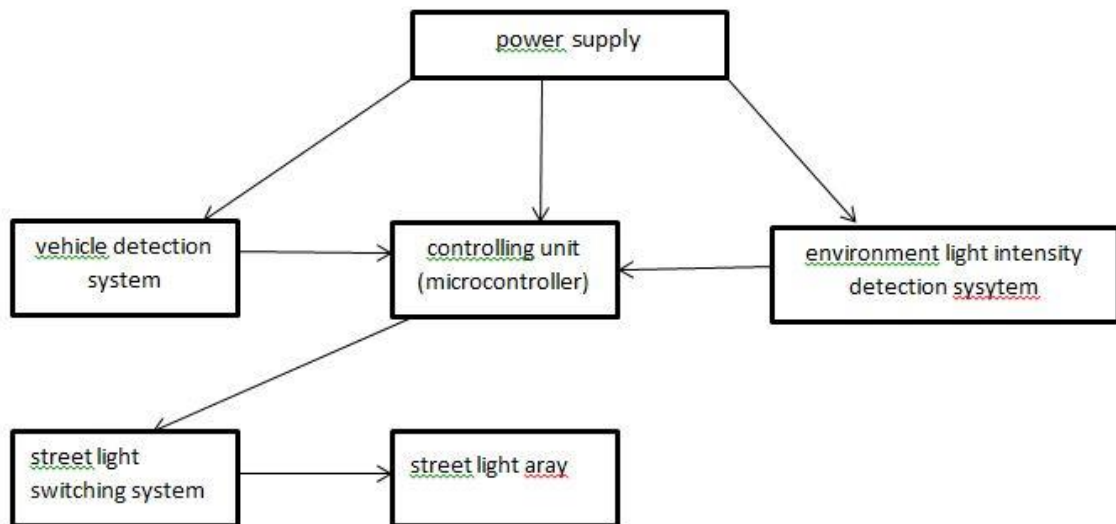 power supply
vehicle detection
system
controlling unit
(microcontroller)
environment light intensity
detection sysytem
street light
switching system
street light aray